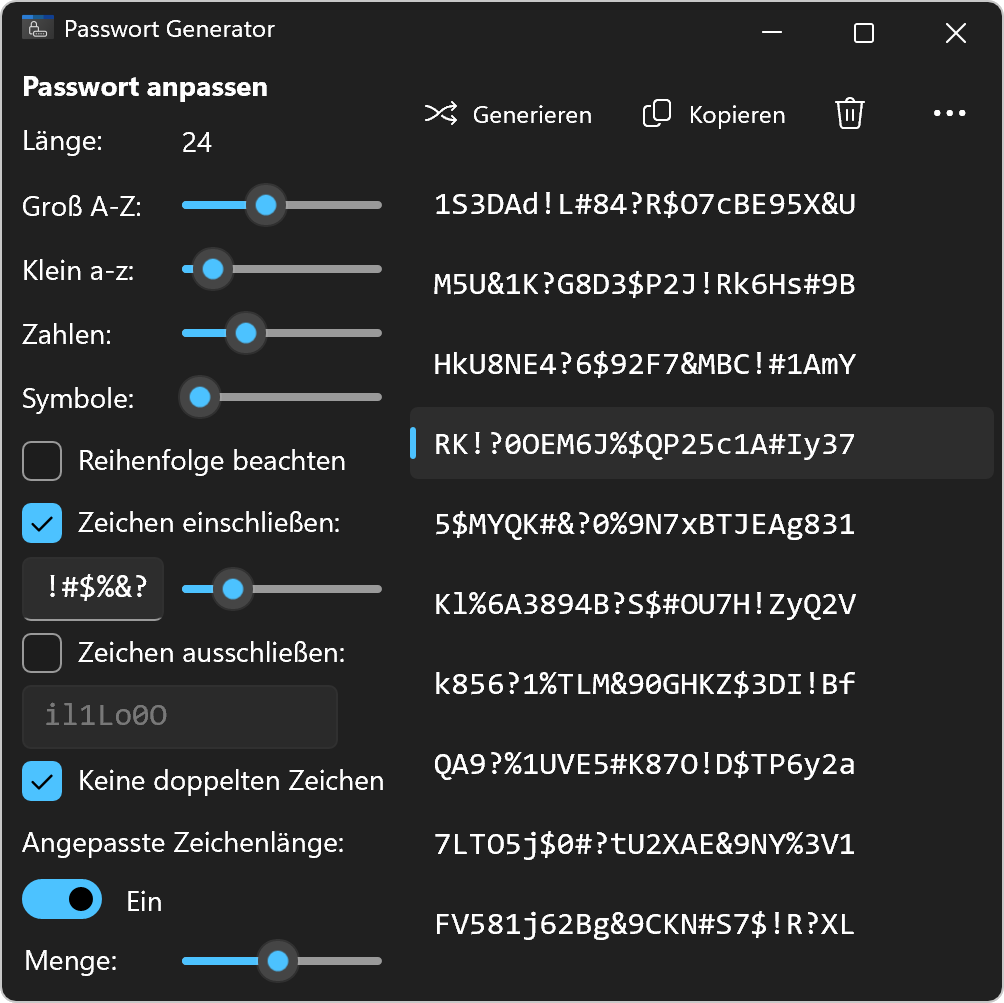 Passwort Generator
Passwort anpassen
Länge: 24
Groß A-Z:
Klein a-z:
Zahlen:
Symbole:
Reihenfolge beachten
Zeichen einschließen:
!#$%&?
Zeichen ausschließen:
il1Lo0O
Keine doppelten Zeichen
Angepasste Zeichenlänge:
Ein
Menge:
Generieren
Kopieren
1S3DAd!L#84?R$O7cBE95X&U
M5U&1K?G8D3$P2J!Rk6Hs#9B
HkU8NE4?6$92F7&MBC!#1AmY
RK!?0OEM6J%$QP25c1A#Iy37
5$MYQK#&?0%9N7xBTJEAg831
Kl%6A3894B?S$#OU7H!ZyQ2V
k856?1%TLM&90GHKZ$3DI!Bf
QA9?%1UVE5#K87O!D$TP6y2a
7LTO5j$0#?tU2XAE&9NY%3V1
FV581j62Bg&9CKN#S7$!R?XL